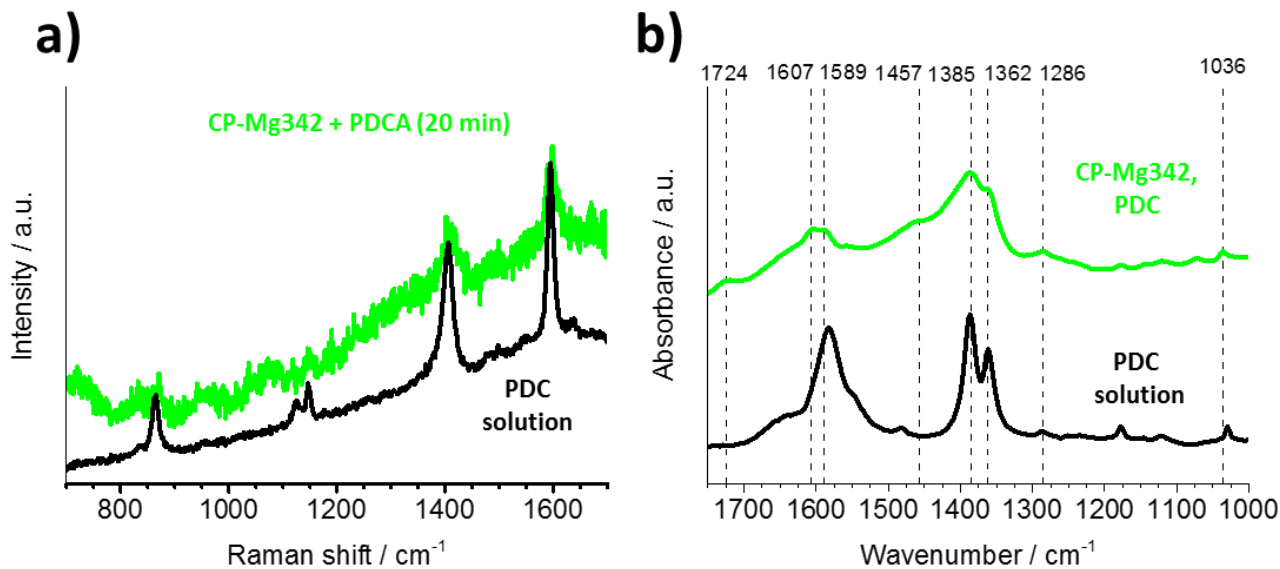 a)
CP-Mg342 + PDCA (20 min)
PDC
solution
Intensity / a.u.
800 1000 1200 1400 1600
Raman shift / cm⁻¹
b)
1724 1607 1589 1457 1385 1362 1286 1036
CP-Mg342,
PDC
PDC
solution
Absorbance / a.u.
1700 1600 1500 1400 1300 1200 1100 1000
Wavenumber / cm⁻¹